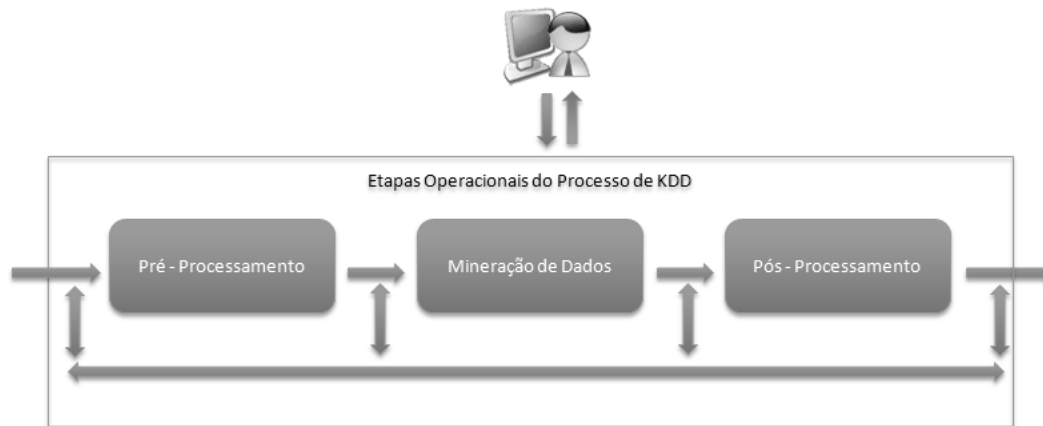 Etapas Operacionais do Processo de KDD
Pré - Processamento
Mineração de Dados
Pós - Processamento